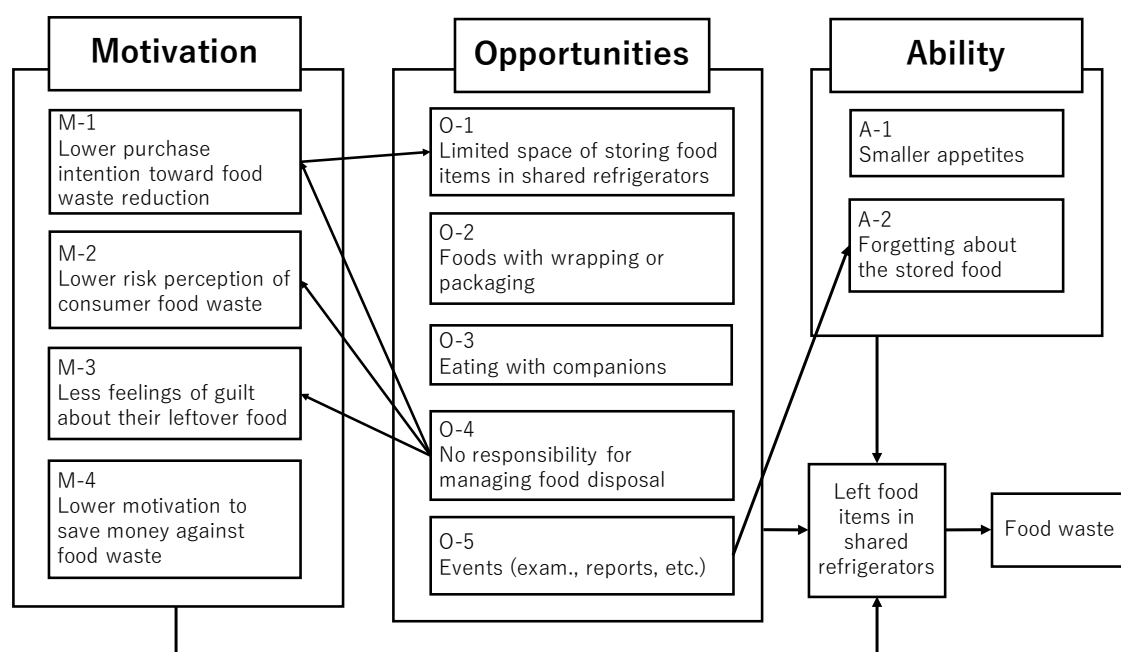 Motivation
M-1
Lower purchase
intention toward food
waste reduction
M-2
Lower risk perception of
consumer food waste
M-3
Less feelings of guilt
about their leftover food
M-4
Lower motivation to
save money against
food waste
Opportunities
O-1
Limited space of storing food
items in shared refrigerators
O-2
Foods with wrapping or
packaging
O-3
Eating with companions
O-4
No responsibility for
managing food disposal
O-5
Events (exam., reports, etc.)
Ability
A-1
Smaller appetites
A-2
Forgetting about
the stored food
Left food
items in
shared
refrigerators
Food waste